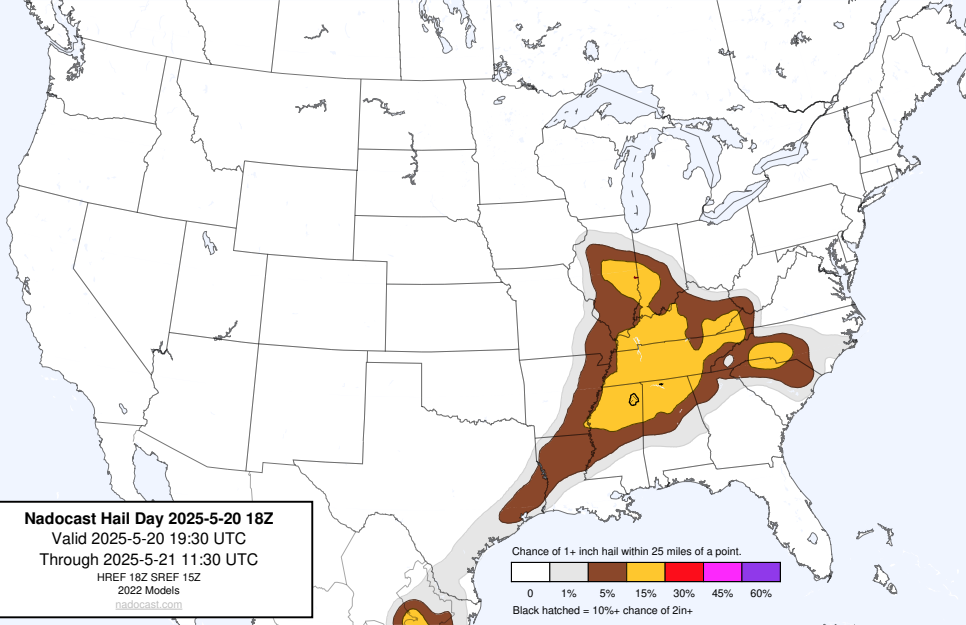 Nadocast Hail Day 2025-5-20 18Z
Valid 2025-5-20 19:30 UTC
Through 2025-5-21 11:30 UTC
HREF 18Z SREF 15Z
2022 Models
nadocast.com
Chance of 1+ inch hail within 25 miles of a point.
0 1% 5% 15% 30% 45% 60%
Black hatched = 10%+ chance of 2in+